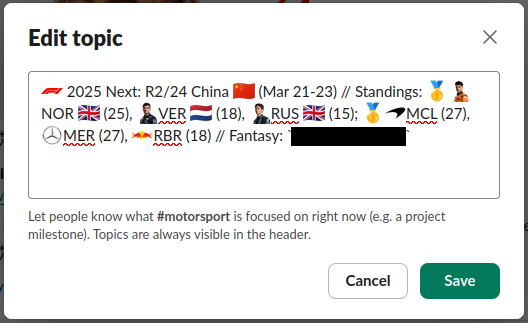 Edit topic
2025 Next: R2/24 China 🇨🇳 (Mar 21-23) // Standings: 🥇
NOR 🇬🇧 (25), VER 🇳🇱 (18), RUS 🇬🇧 (15); 🥇 MCL (27),
MER (27), RBR (18) // Fantasy: ` `
Let people know what #motorsport is focused on right now (e.g. a project
milestone). Topics are always visible in the header.
Cancel Save